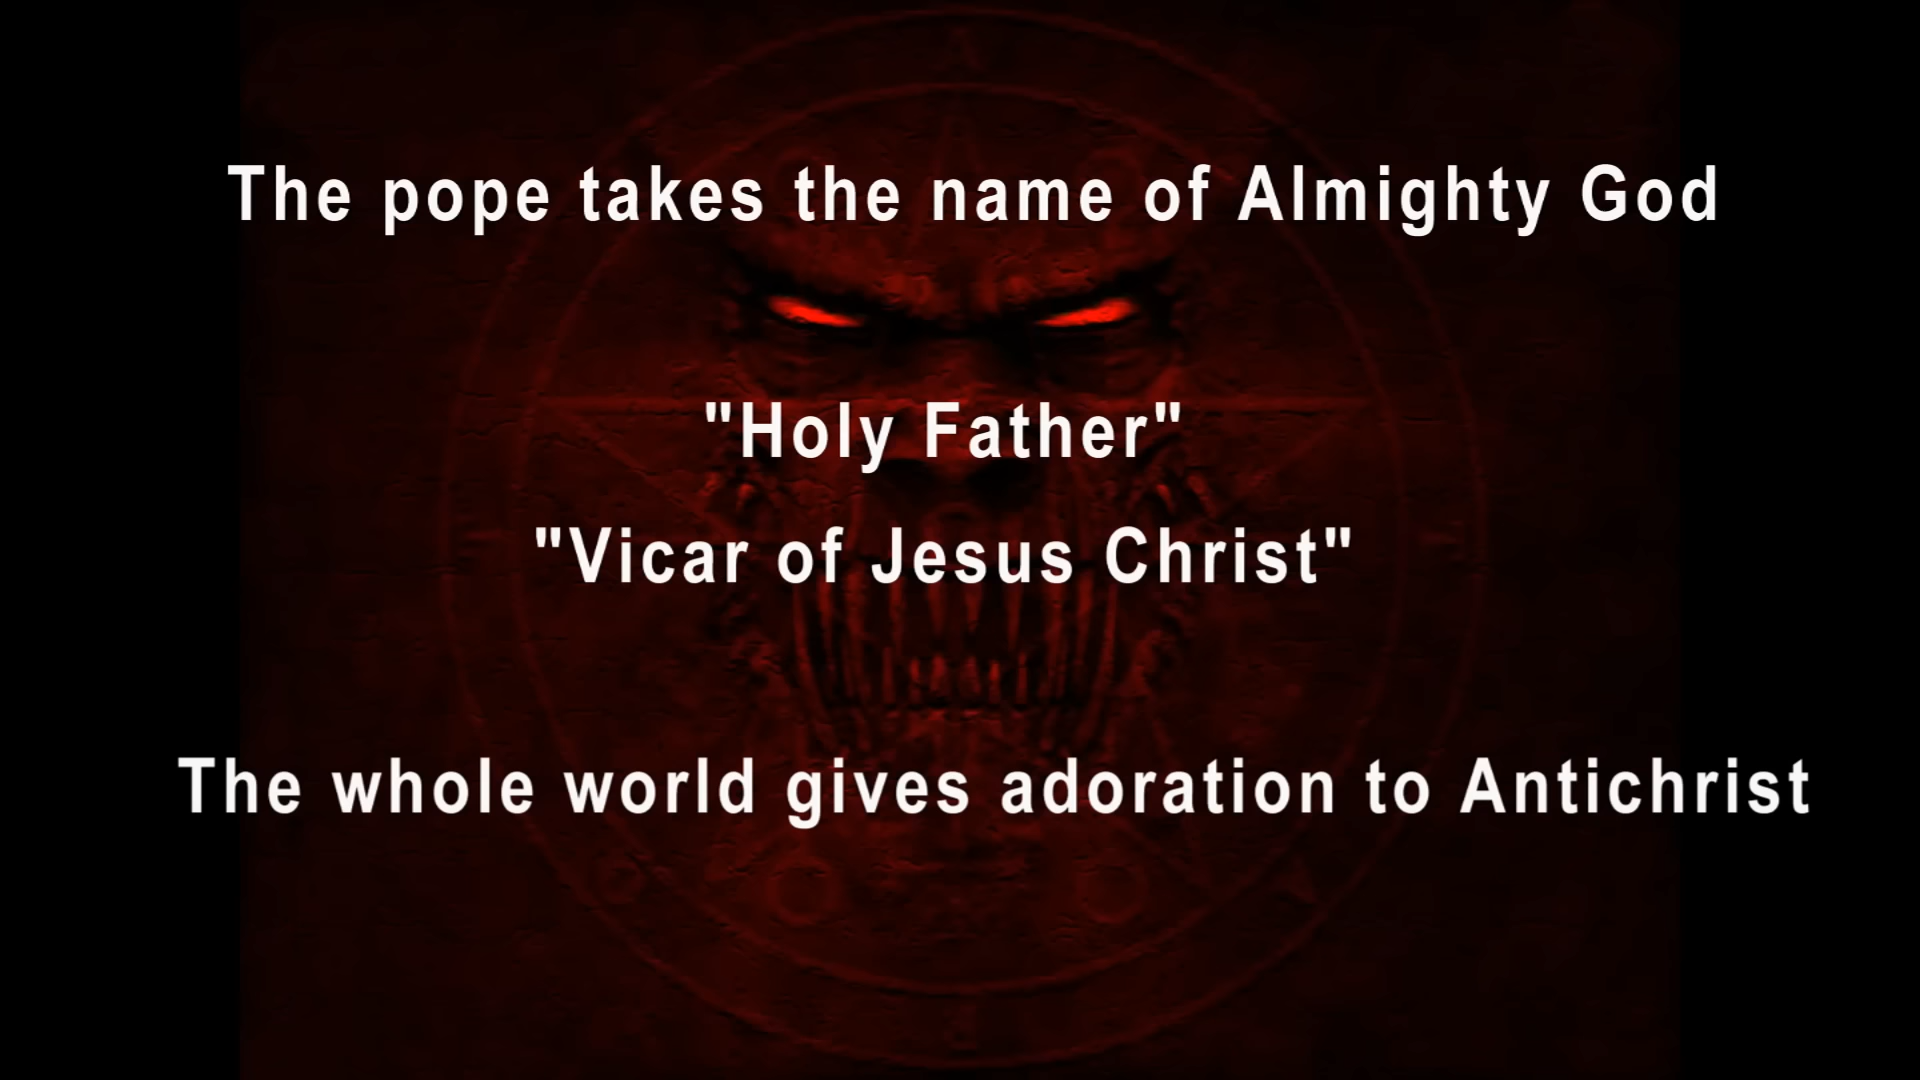 The pope takes the name of Almighty God
"Holy Father"
"Vicar of Jesus Christ"
The whole world gives adoration to Antichrist